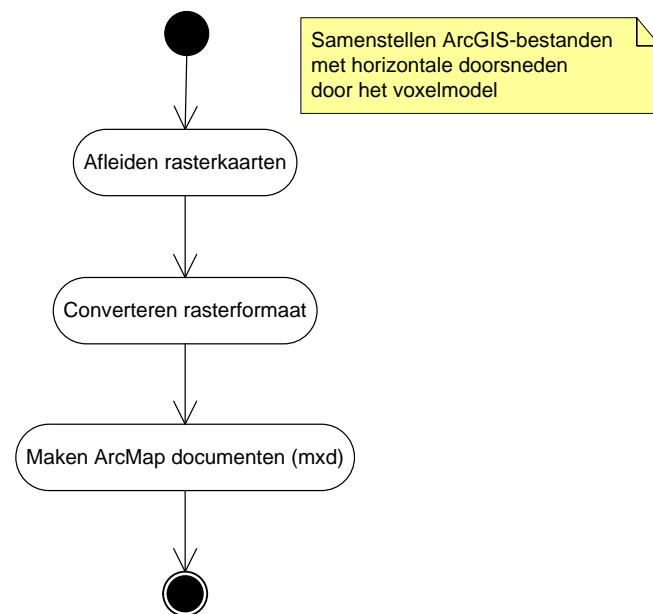 Samenstellen ArcGIS-bestanden
met horizontale doorsneden
door het voxelmodel
Afleiden rasterkaarten
Converteren rasterformaat
Maken ArcMap documenten (mxd)